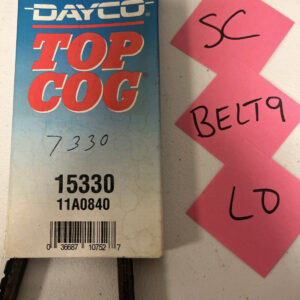 DAYCO
TOP
COG
7330
15330
11A0840
0 36687 10752 7
SC
BELT9
LO